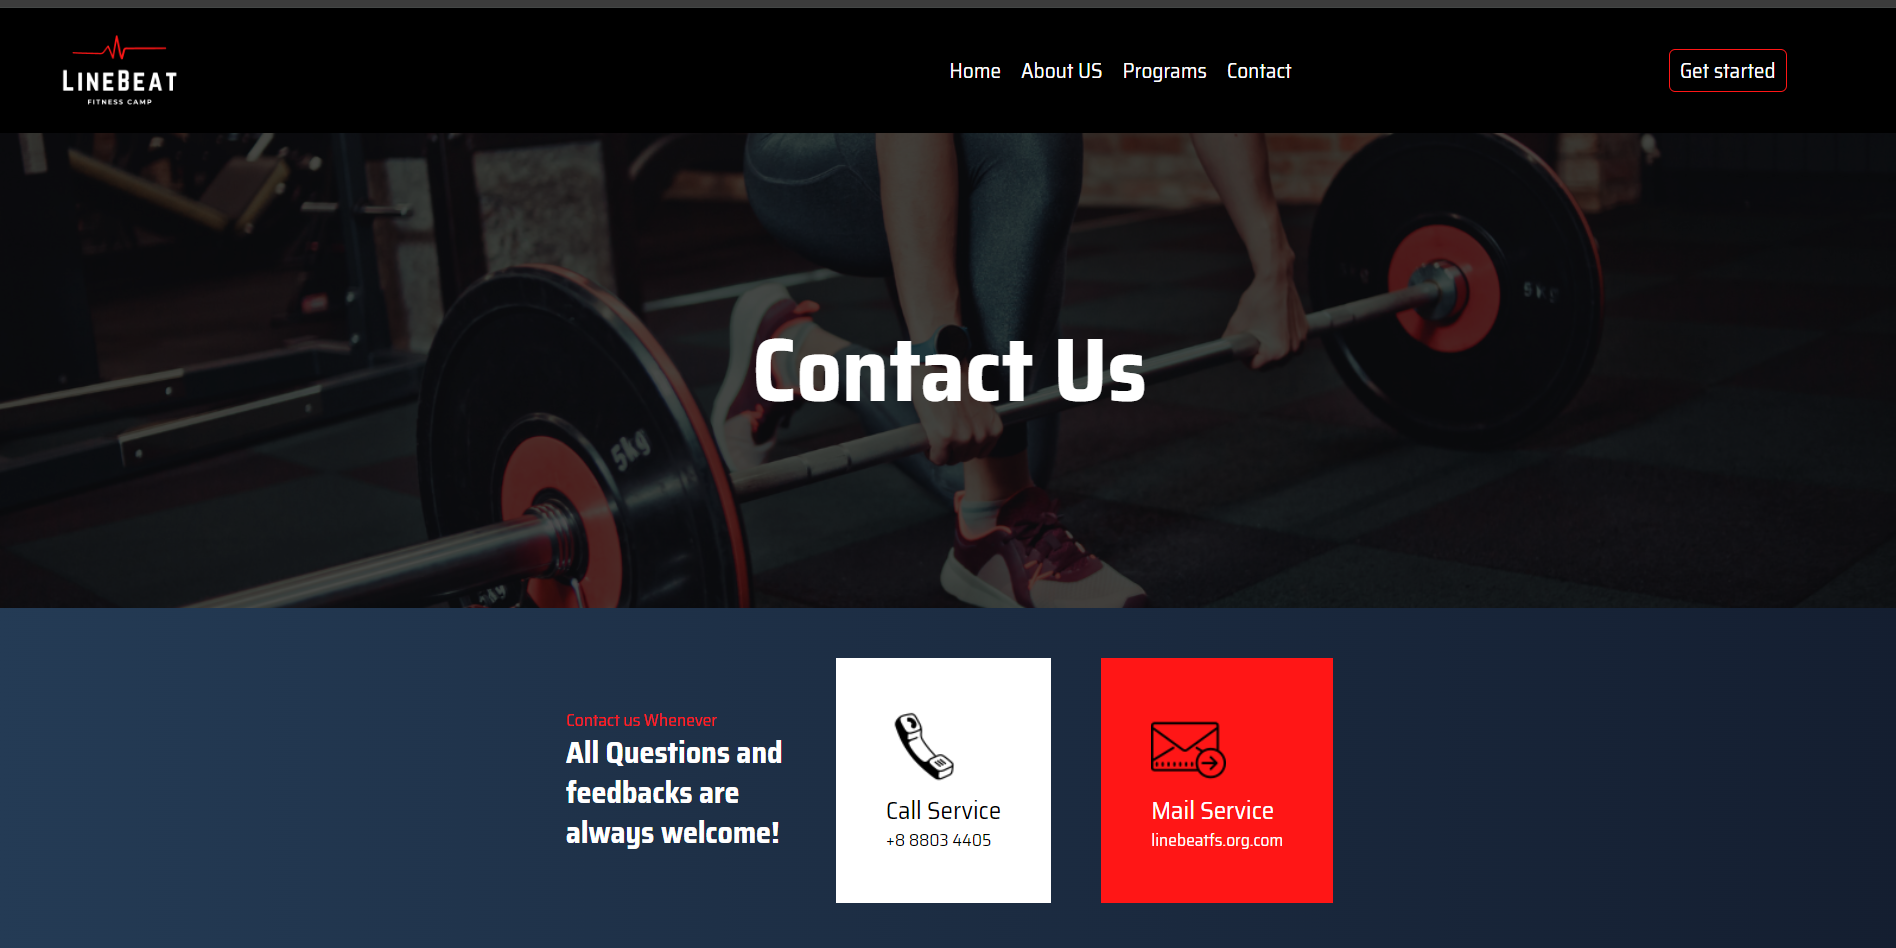 LINEBEAT
FITNESS CAMP
Home About US Programs Contact
Get started
5KG
Contact Us
5kg
Contact us Whenever
All Questions and
feedbacks are
always welcome!
Call Service
+8 8803 4405
Mail Service
linebeatfs.org.com